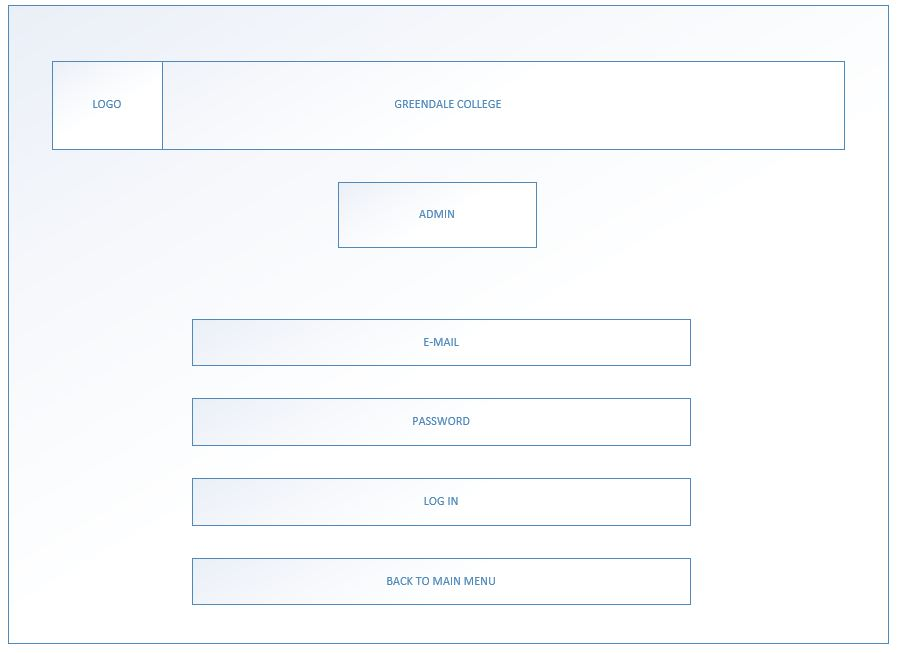 LOGO
GREENDALE COLLEGE
ADMIN
E-MAIL
PASSWORD
LOG IN
BACK TO MAIN MENU